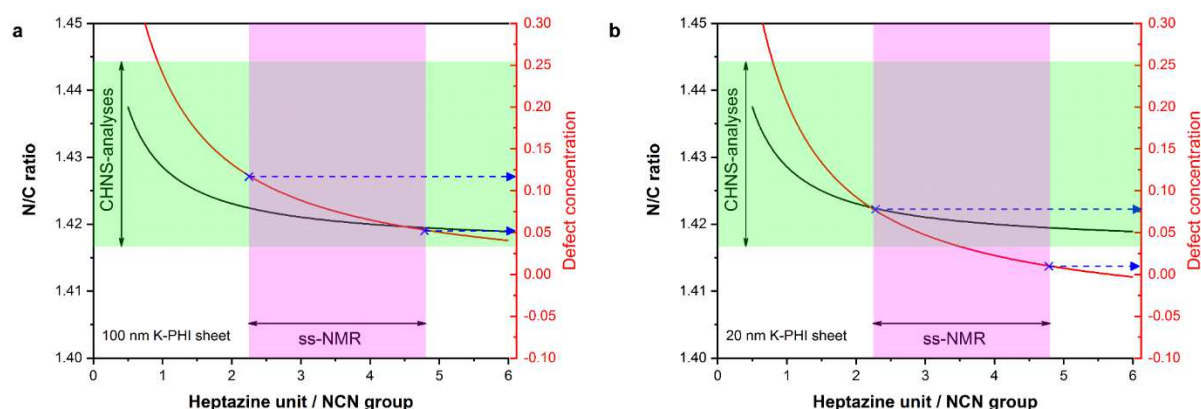 a
N/C ratio
1.45
1.44
1.43
1.42
1.41
1.40
CHNS-analyses
ss-NMR
100 nm K-PHI sheet
0 1 2 3 4 5 6
Heptazine unit / NCN group
0.30
0.25
0.20
0.15
0.10
0.05
0.00
-0.05
-0.10
Defect concentration
b
N/C ratio
1.45
1.44
1.43
1.42
1.41
1.40
CHNS-analyses
ss-NMR
20 nm K-PHI sheet
0 1 2 3 4 5 6
Heptazine unit / NCN group
0.30
0.25
0.20
0.15
0.10
0.05
0.00
-0.05
-0.10
Defect concentration